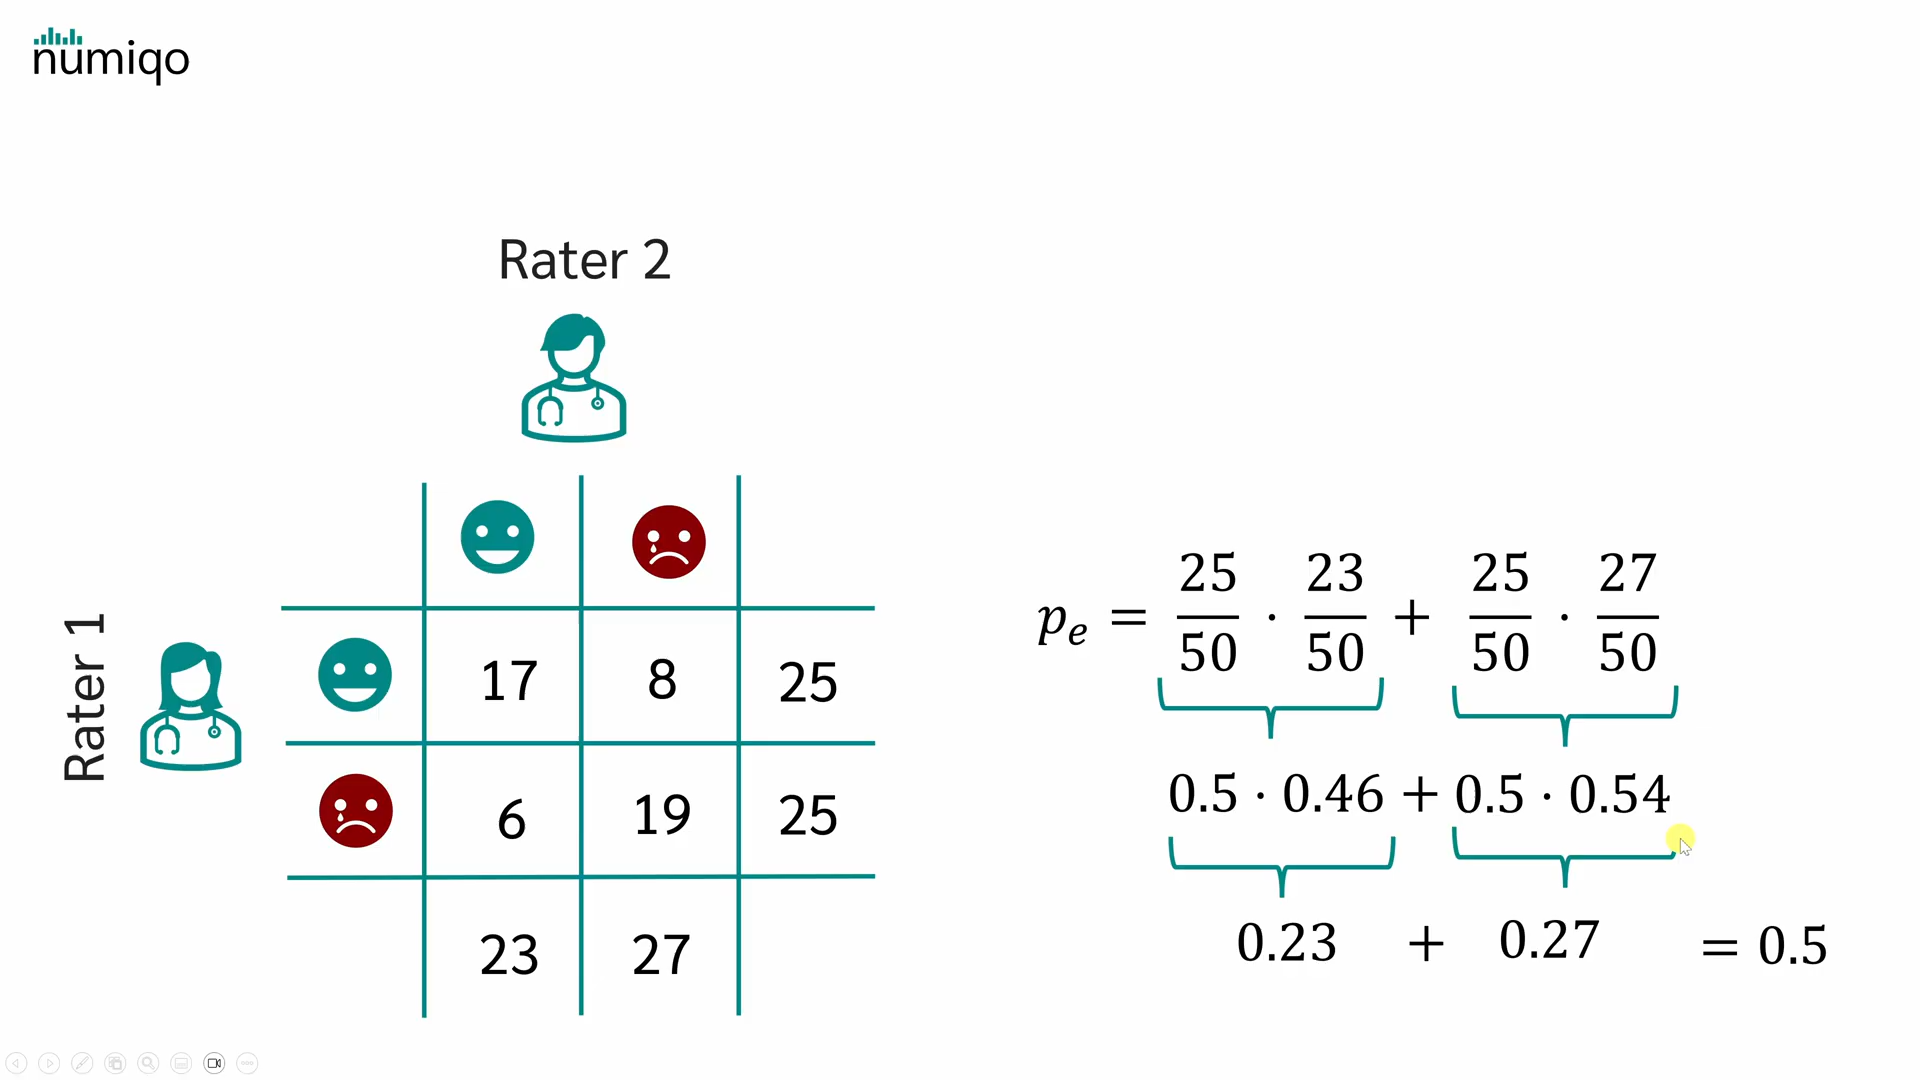 numiqo
Rater 2
Rater 1
17 8 25
6 19 25
23 27
pₑ = 25/50 · 23/50 + 25/50 · 27/50
0.5 · 0.46 + 0.5 · 0.54
0.23 + 0.27 = 0.5